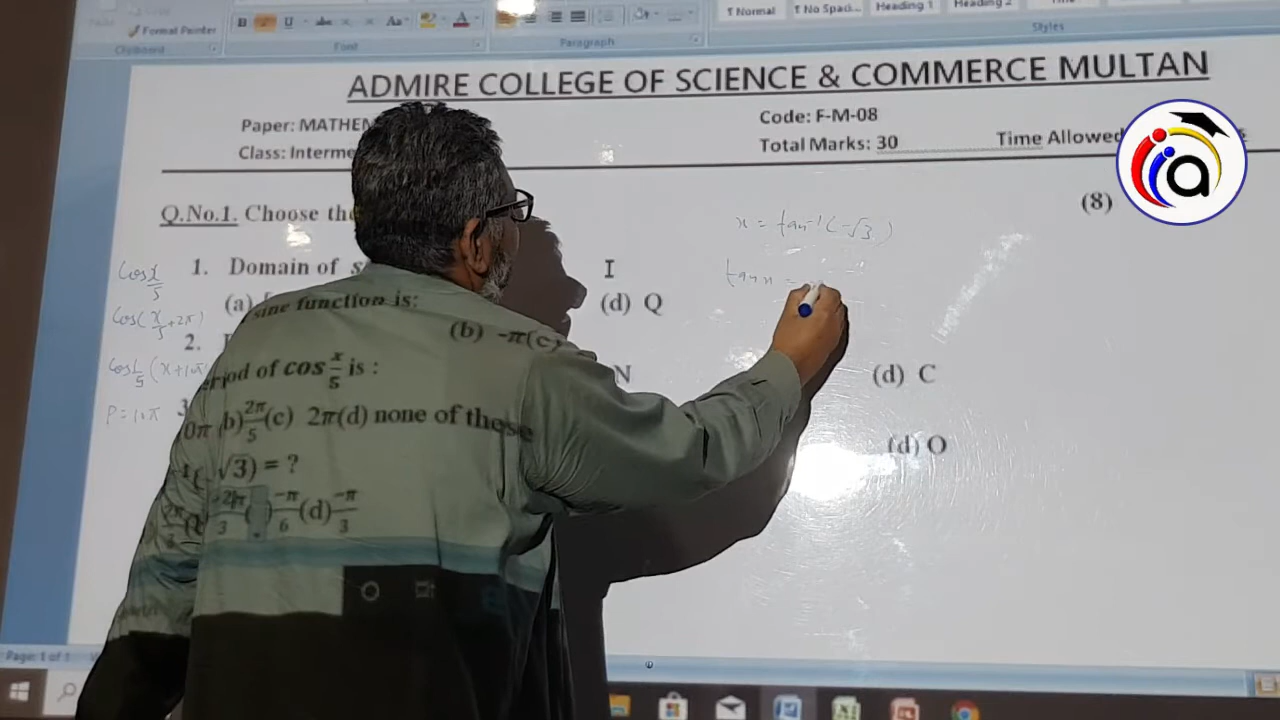 Format Painter
Clipboard
Font
Paragraph
Normal
No Spaci...
Heading 1
Heading 2
Styles
ADMIRE COLLEGE OF SCIENCE & COMMERCE MULTAN
Paper: MATHEM
Code: F-M-08
Class: Interme
Total Marks: 30
Time Allowed
a
Q.No.1. Choose the
(8)
x = tan⁻¹(-√3)
tan x =
cos x/5
cos(x/5+2π)
cos 1/5 (x+10π
P=10π
1. Domain of s
sine function is:
(a)
(b) -π(c)
(d) Q
2.
riod of cos x/5 is :
N
(d) C
3
0π (b) 2π/5 (c) 2π(d) none of these
(d) O
√3) = ?
-π/6 (d) -π/3
Page: 1 of 1